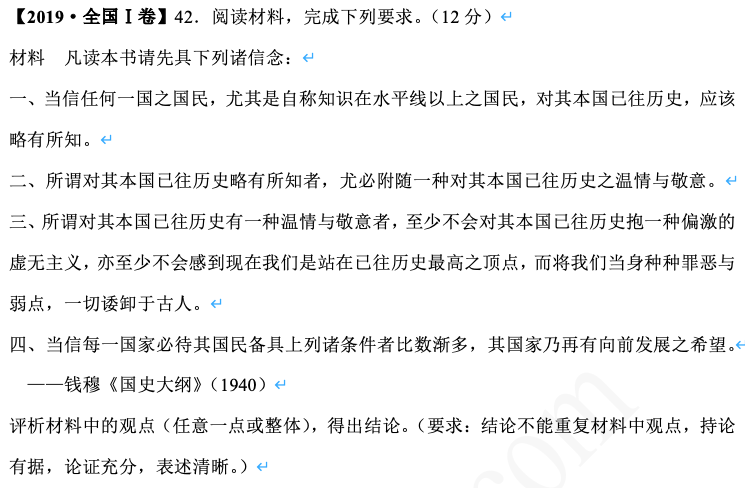 【2019·全国Ⅰ卷】42．阅读材料，完成下列要求。（12 分）
材料　凡读本书请先具下列诸信念：
一、当信任何一国之国民，尤其是自称知识在水平线以上之国民，对其本国已往历史，应该
略有所知。
二、所谓对其本国已往历史略有所知者，尤必附随一种对其本国已往历史之温情与敬意。
三、所谓对其本国已往历史有一种温情与敬意者，至少不会对其本国已往历史抱一种偏激的
虚无主义，亦至少不会感到现在我们是站在已往历史最高之顶点，而将我们当身种种罪恶与
弱点，一切诿卸于古人。
四、当信每一国家必待其国民备具上列诸条件者比数渐多，其国家乃再有向前发展之希望。
——钱穆《国史大纲》（1940）
评析材料中的观点（任意一点或整体），得出结论。（要求：结论不能重复材料中观点，持论
有据，论证充分，表述清晰。）
com